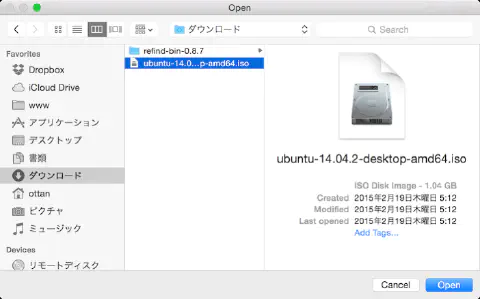 Open
ダウンロード
Search
Favorites
Dropbox
iCloud Drive
www
アプリケーション
デスクトップ
書類
ダウンロード
ottan
ピクチャ
ミュージック
Devices
リモートディスク
refind-bin-0.8.7
ubuntu-14.0...p-amd64.iso
ubuntu-14.04.2-desktop-amd64.iso
ISO Disk Image - 1.04 GB
Created 2015年2月19日木曜日 5:12
Modified 2015年2月19日木曜日 5:12
Last opened 2015年2月19日木曜日 5:12
Add Tags...
Cancel
Open